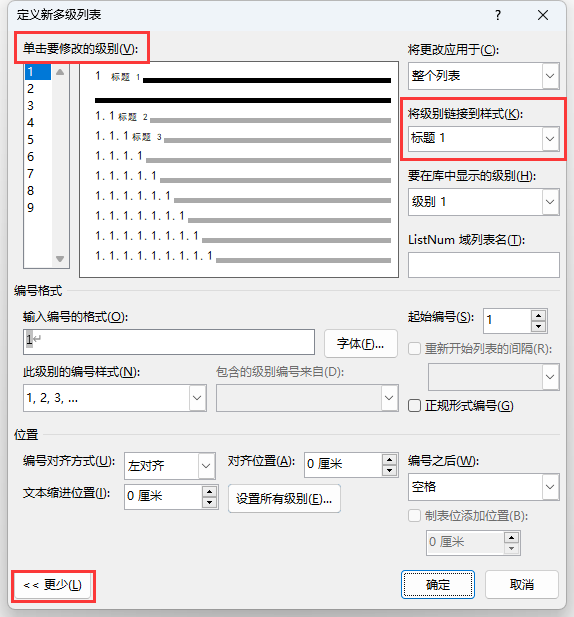 定义新多级列表 ?
单击要修改的级别(V):
1
2
3
4
5
6
7
8
9
1 标题 1
1.1标题 2
1.1.1标题 3
1.1.1.1
1.1.1.1.1
1.1.1.1.1.1
1.1.1.1.1.1.1
1.1.1.1.1.1.1.1
1.1.1.1.1.1.1.1.1
将更改应用于(C):
整个列表
将级别链接到样式(K):
标题 1
要在库中显示的级别(H):
级别 1
ListNum 域列表名(T):
编号格式
输入编号的格式(O):
1
字体(F)...
起始编号(S): 1
重新开始列表的间隔(R):
此级别的编号样式(N):
1, 2, 3, ...
包含的级别编号来自(D):
正规形式编号(G)
位置
编号对齐方式(U): 左对齐
对齐位置(A): 0 厘米
文本缩进位置(I): 0 厘米
设置所有级别(E)...
编号之后(W):
空格
制表位添加位置(B):
0 厘米
<< 更少(L)
确定
取消